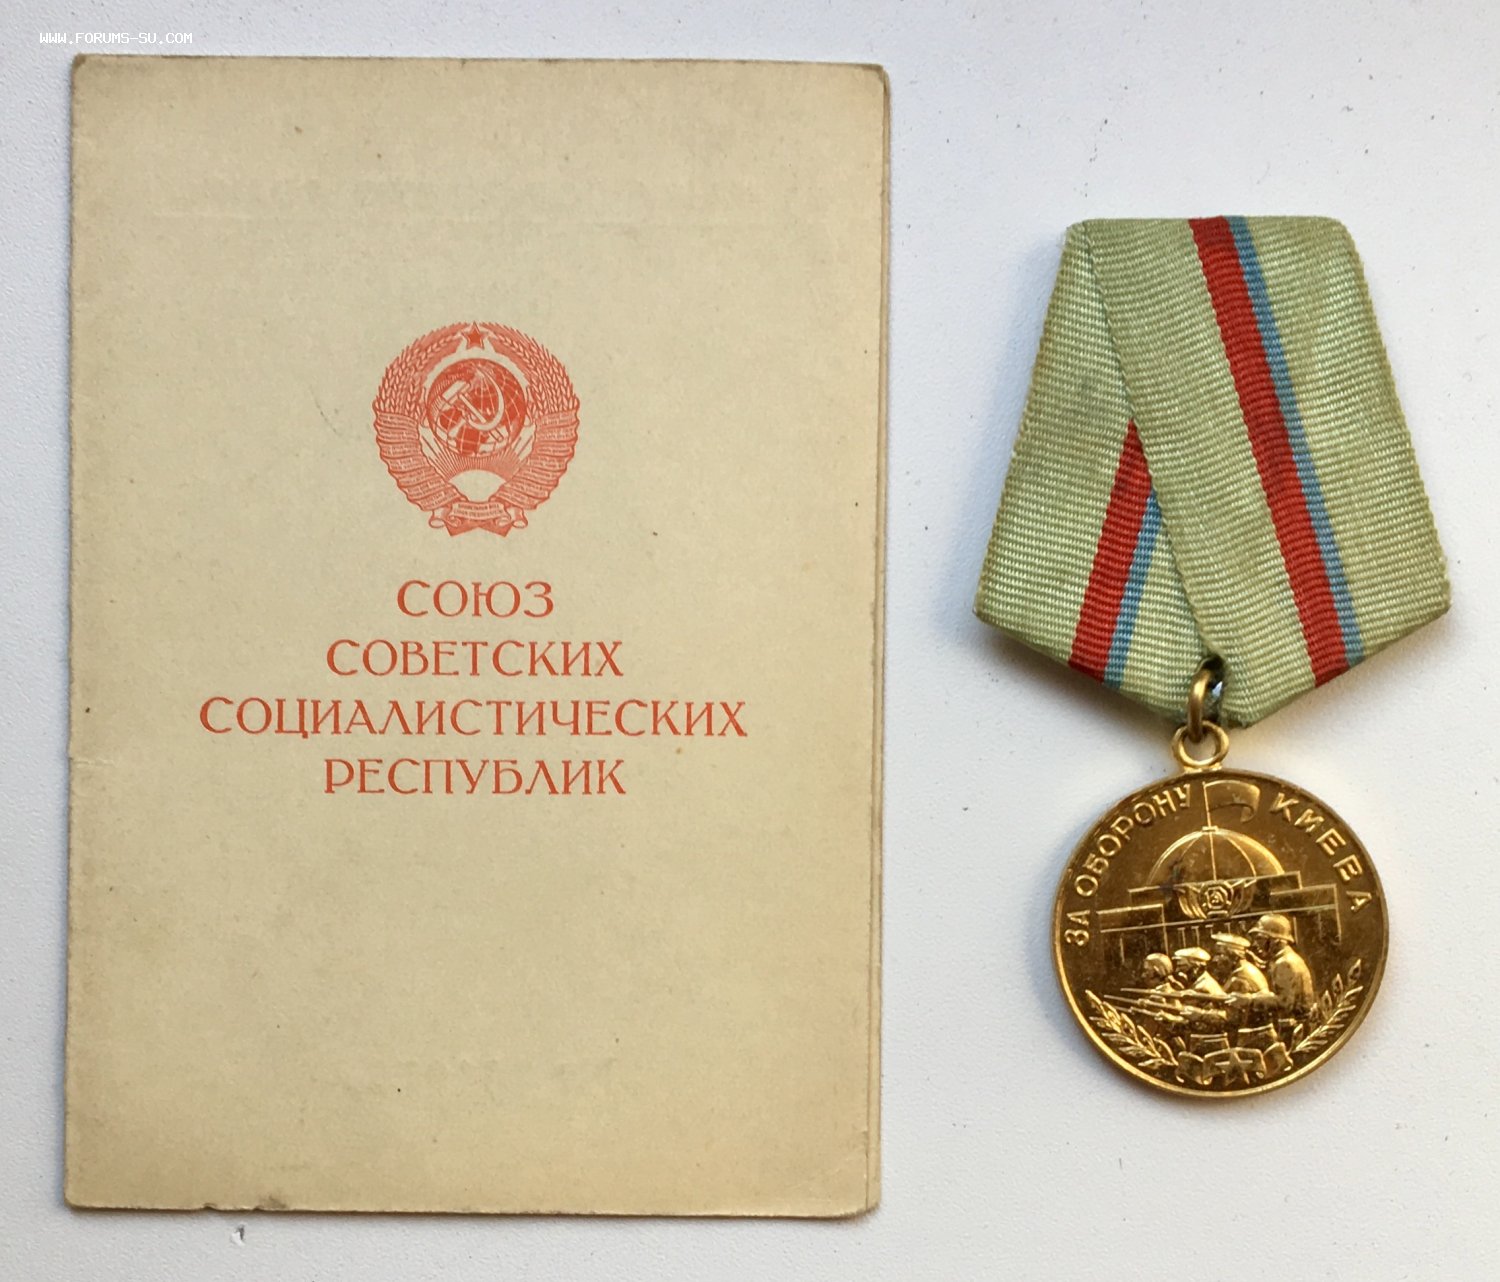 WWW.FORUMS-SU.COM
СОЮЗ
СОВЕТСКИХ
СОЦИАЛИСТИЧЕСКИХ
РЕСПУБЛИК
ЗА ОБОРОНУ КИЕВА